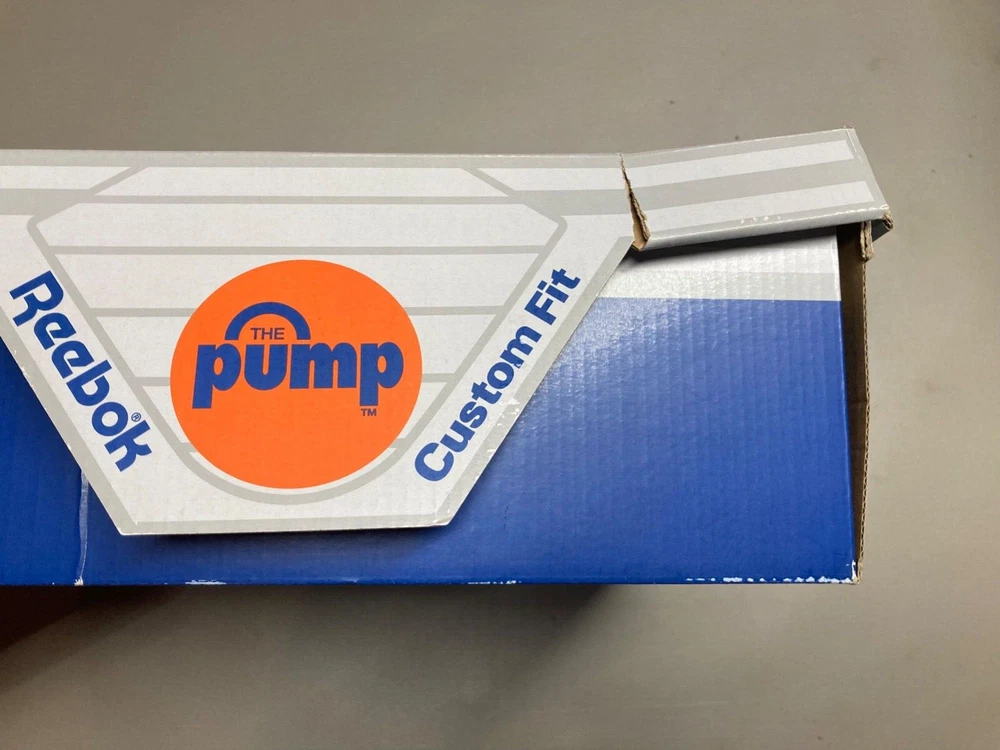 Reebok®
THE
pump
TM
Custom Fit